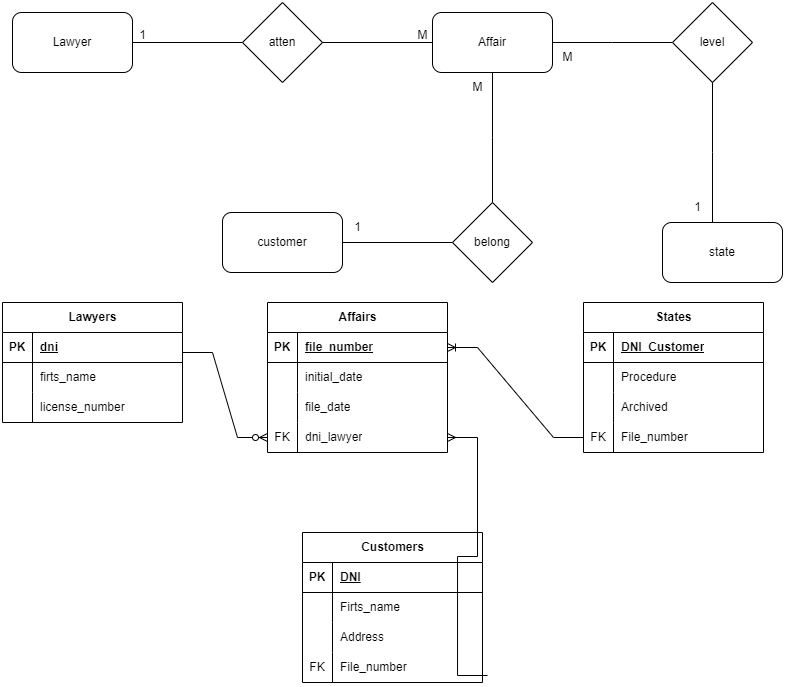 Lawyer
1
atten
M
Affair
M
level
M
1
customer
1
belong
state
Lawyers
PK dni
firts_name
license_number
Affairs
PK file_number
initial_date
file_date
FK dni_lawyer
States
PK DNI_Customer
Procedure
Archived
FK File_number
Customers
PK DNI
Firts_name
Address
FK File_number